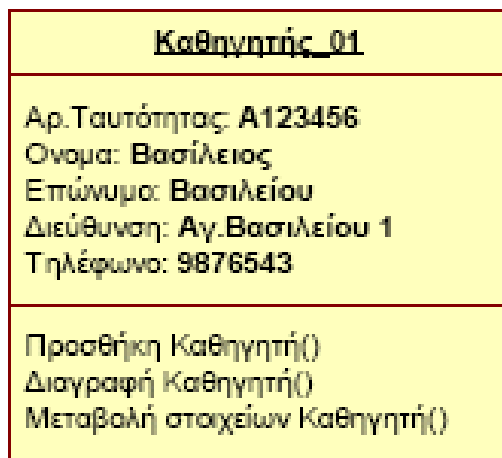 Καθηγητής_01
Αρ.Ταυτότητας: Α123456
Ονομα: Βασίλειος
Επώνυμο: Βασιλείου
Διεύθυνση: Αγ.Βασιλείου 1
Τηλέφωνο: 9876543
Προσθήκη Καθηγητή()
Διαγραφή Καθηγητή()
Μεταβολή στοιχείων Καθηγητή()